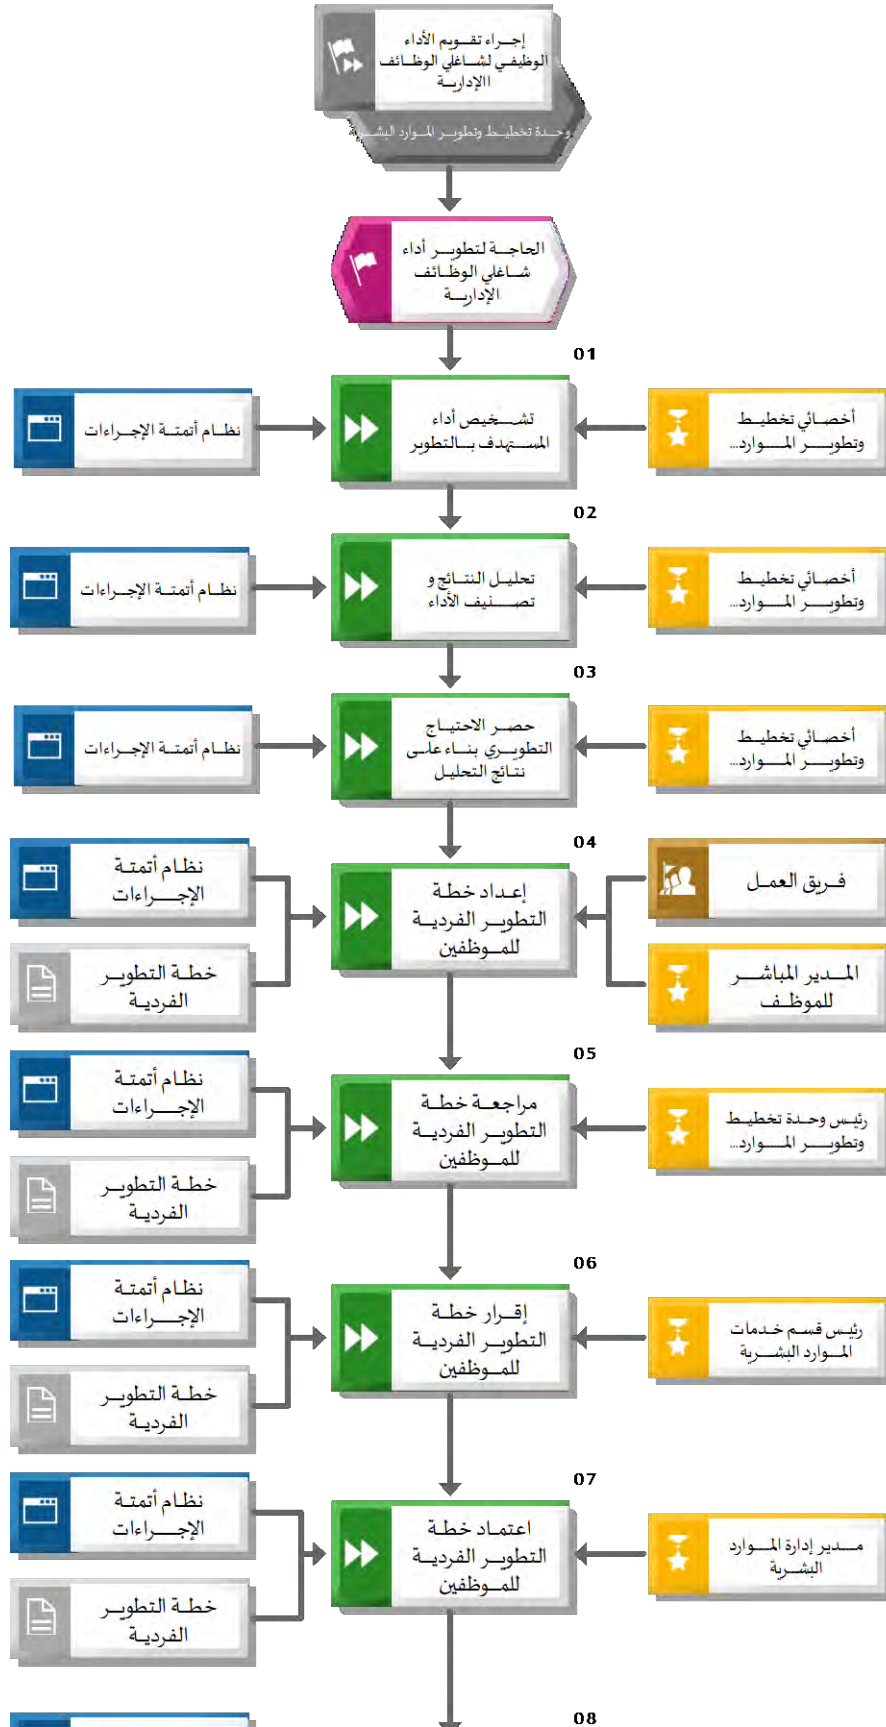 إجراء تقويم الأداء
الوظيفي لشاغلي الوظائف
االإدارية
وحدة تخطيط وتطوير الموارد البشرية
الحاجة لتطوير أداء
شاغلي الوظائف
الإدارية
01
أخصائي تخطيط
وتطوير الموارد...
تشخيص أداء
المستهدف بالتطوير
نظام أتمتة الإجراءات
02
أخصائي تخطيط
وتطوير الموارد...
تحليل النتائج و
تصنيف الأداء
نظام أتمتة الإجراءات
03
أخصائي تخطيط
وتطوير الموارد...
حصر الاحتياج
التطويري بناء على
نتائج التحليل
نظام أتمتة الإجراءات
04
فريق العمل
المدير المباشر
للموظف
إعداد خطة
التطوير الفردية
للموظفين
نظام أتمتة
الإجراءات
خطة التطوير
الفردية
05
رئيس وحدة تخطيط
وتطوير الموارد...
مراجعة خطة
التطوير الفردية
للموظفين
نظام أتمتة
الإجراءات
خطة التطوير
الفردية
06
رئيس قسم خدمات
الموارد البشرية
إقرار خطة
التطوير الفردية
للموظفين
نظام أتمتة
الإجراءات
خطة التطوير
الفردية
07
مدير إدارة الموارد
البشرية
اعتماد خطة
التطوير الفردية
للموظفين
نظام أتمتة
الإجراءات
خطة التطوير
الفردية
08